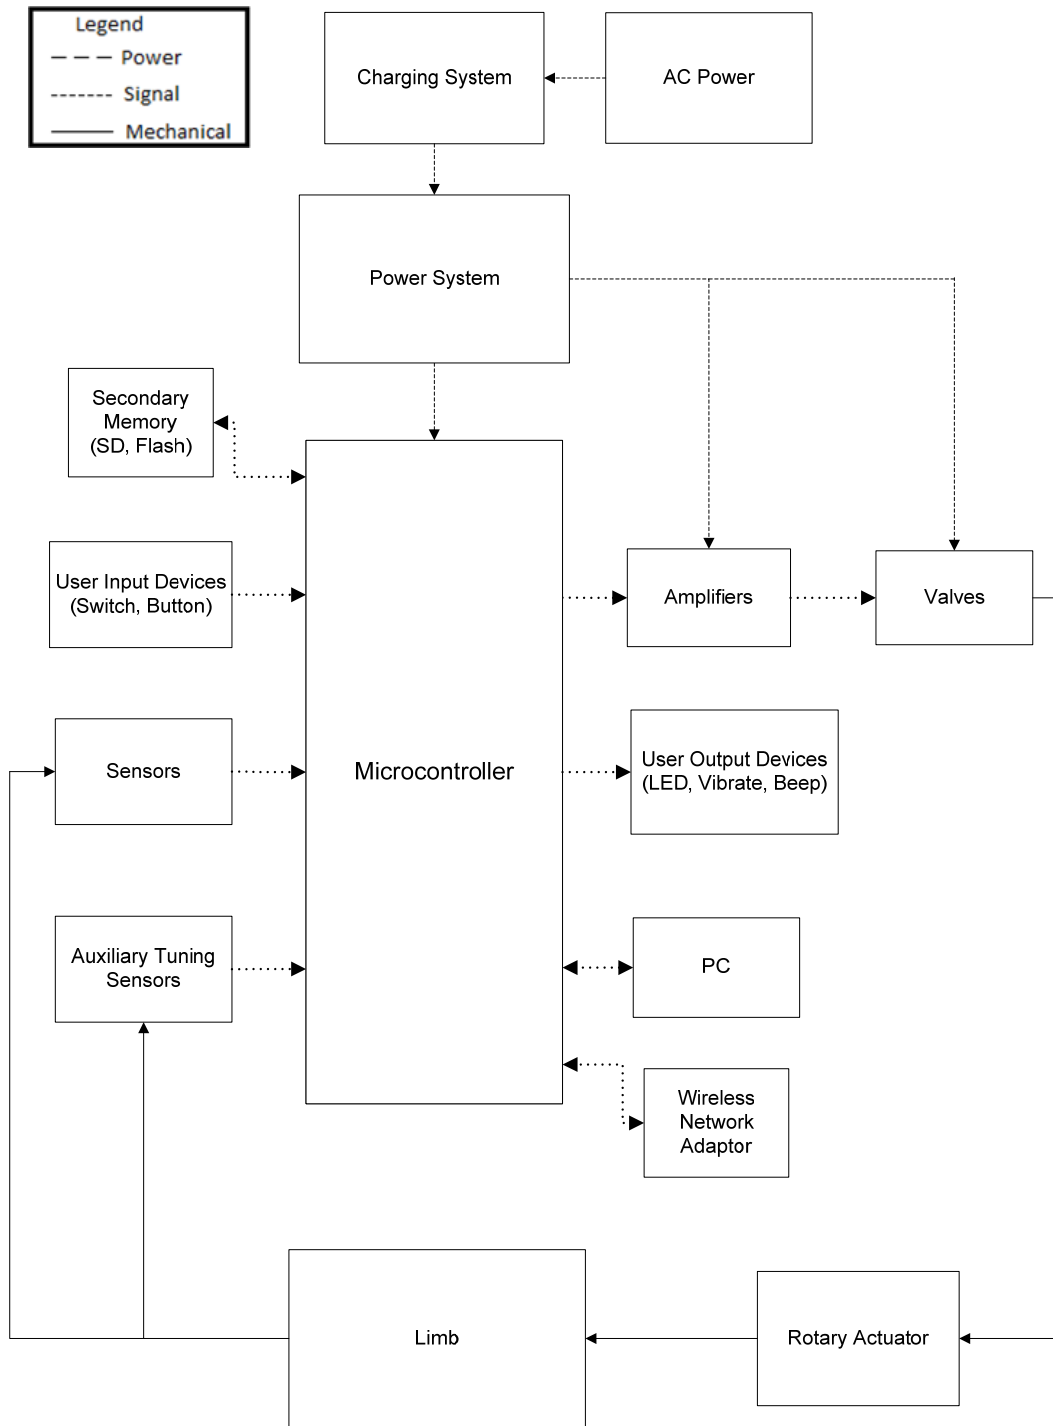 Legend
Power
Signal
Mechanical
Charging System
AC Power
Power System
Secondary
Memory
(SD, Flash)
User Input Devices
(Switch, Button)
Amplifiers
Valves
Sensors
Microcontroller
User Output Devices
(LED, Vibrate, Beep)
Auxiliary Tuning
Sensors
PC
Wireless
Network
Adaptor
Limb
Rotary Actuator